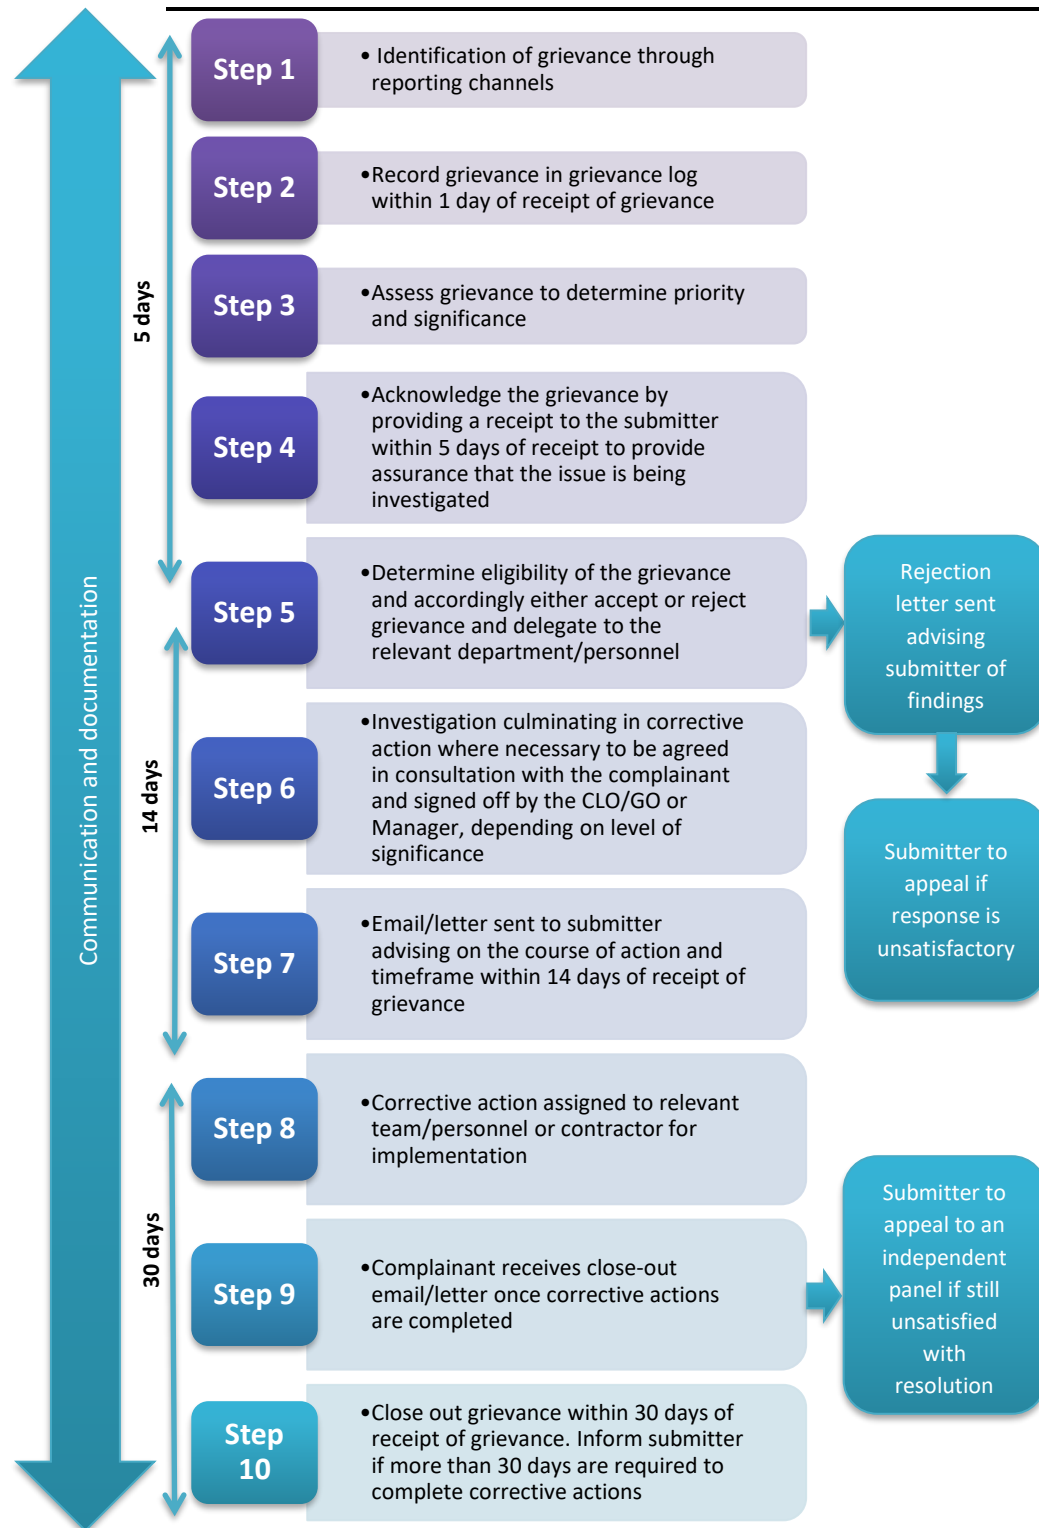 Communication and documentation
5 days
14 days
30 days
Step 1
• Identification of grievance through
reporting channels
Step 2
•Record grievance in grievance log
within 1 day of receipt of grievance
Step 3
•Assess grievance to determine priority
and significance
Step 4
•Acknowledge the grievance by
providing a receipt to the submitter
within 5 days of receipt to provide
assurance that the issue is being
investigated
Step 5
•Determine eligibility of the grievance
and accordingly either accept or reject
grievance and delegate to the
relevant department/personnel
Rejection
letter sent
advising
submitter of
findings
Submitter to
appeal if
response is
unsatisfactory
Step 6
•Investigation culminating in corrective
action where necessary to be agreed
in consultation with the complainant
and signed off by the CLO/GO or
Manager, depending on level of
significance
Step 7
•Email/letter sent to submitter
advising on the course of action and
timeframe within 14 days of receipt of
grievance
Step 8
•Corrective action assigned to relevant
team/personnel or contractor for
implementation
Step 9
•Complainant receives close-out
email/letter once corrective actions
are completed
Submitter to
appeal to an
independent
panel if still
unsatisfied
with
resolution
Step
10
•Close out grievance within 30 days of
receipt of grievance. Inform submitter
if more than 30 days are required to
complete corrective actions